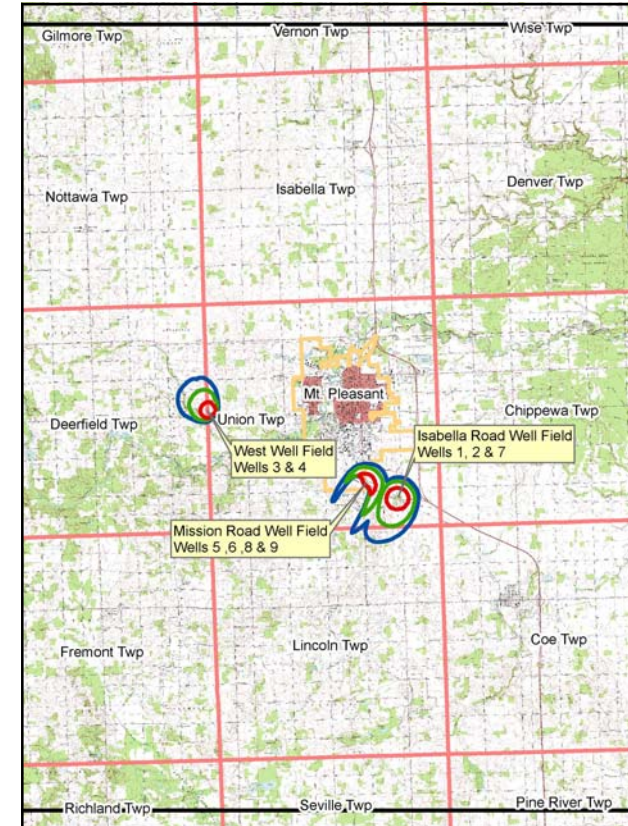 Gilmore Twp
Vernon Twp
Wise Twp
Nottawa Twp
Isabella Twp
Denver Twp
Mt. Pleasant
Deerfield Twp
Union Twp
Chippewa Twp
Isabella Road Well Field
Wells 1, 2 & 7
West Well Field
Wells 3 & 4
Mission Road Well Field
Wells 5 ,6 ,8 & 9
Fremont Twp
Lincoln Twp
Coe Twp
Richland Twp
Seville Twp
Pine River Twp